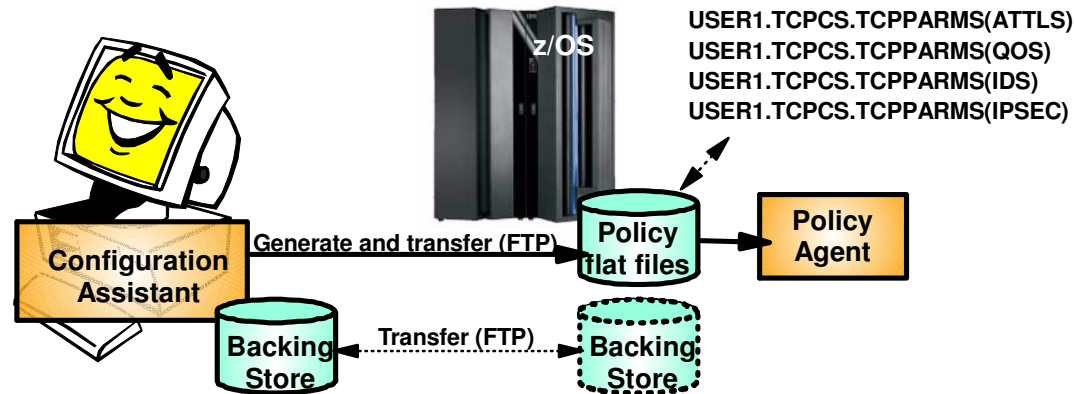 USER1.TCPCS.TCPPARMS(ATTLS)
USER1.TCPCS.TCPPARMS(QOS)
USER1.TCPCS.TCPPARMS(IDS)
USER1.TCPCS.TCPPARMS(IPSEC)
z/OS
Configuration
Assistant
Generate and transfer (FTP)
Policy
flat files
Policy
Agent
Backing
Store
Transfer (FTP)
Backing
Store